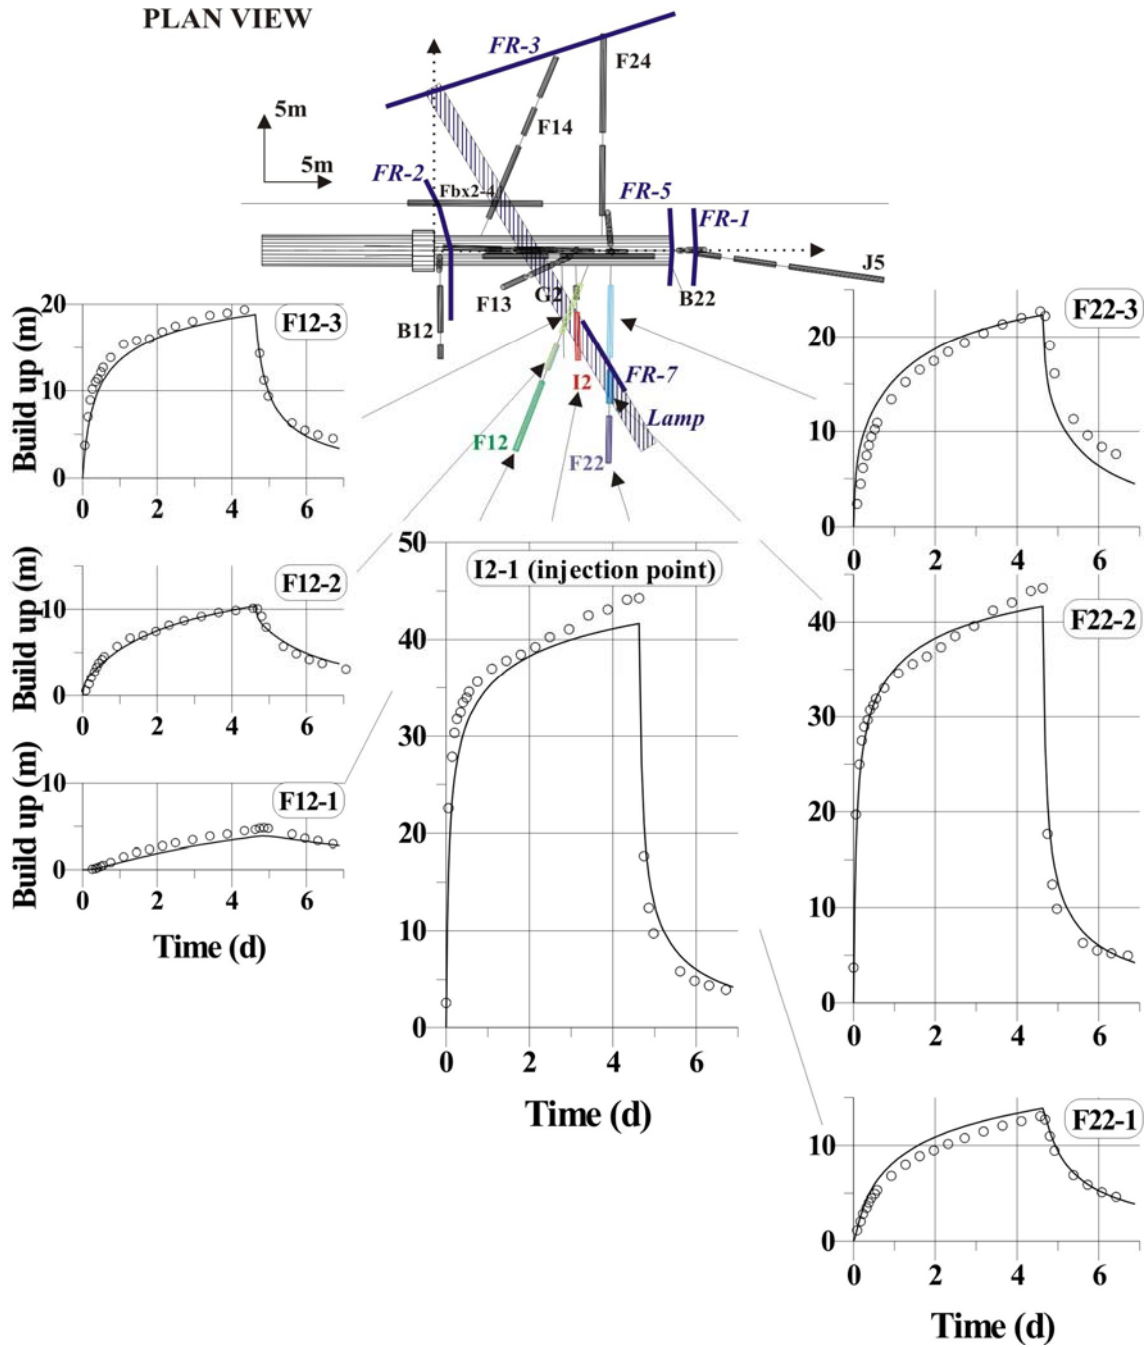 PLAN VIEW
FR-3
F24
5m
5m
F14
FR-2
Fbx2-4
FR-5
FR-1
J5
F13
G2
B22
B12
I2
FR-7
Lamp
F12
F22
Build up (m)
20
10
0
F12-3
0 2 4 6
Build up (m)
10
0
F12-2
0 2 4 6
Build up (m)
10
0
F12-1
0 2 4 6
Time (d)
50
40
30
20
10
0
I2-1 (injection point)
0 2 4 6
Time (d)
20
10
0
F22-3
0 2 4 6
40
30
20
10
0
F22-2
0 2 4 6
10
0
F22-1
0 2 4 6
Time (d)